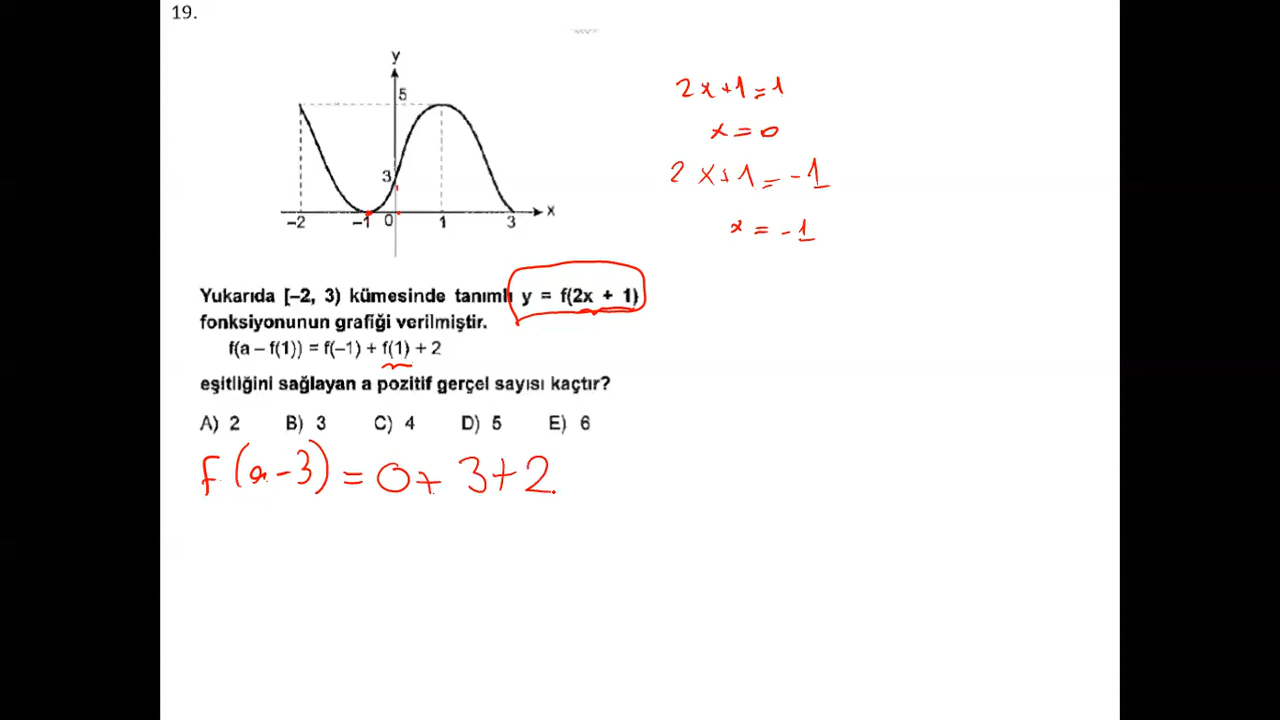 19.
y
5
3
-2 -1 0 1 3 x
2x+1=1
x=0
2x+1=-1
x=-1
Yukarıda [–2, 3) kümesinde tanımlı y = f(2x + 1)
fonksiyonunun grafiği verilmiştir.
f(a – f(1)) = f(–1) + f(1) + 2
eşitliğini sağlayan a pozitif gerçel sayısı kaçtır?
A) 2 B) 3 C) 4 D) 5 E) 6
f(a-3)=0+3+2